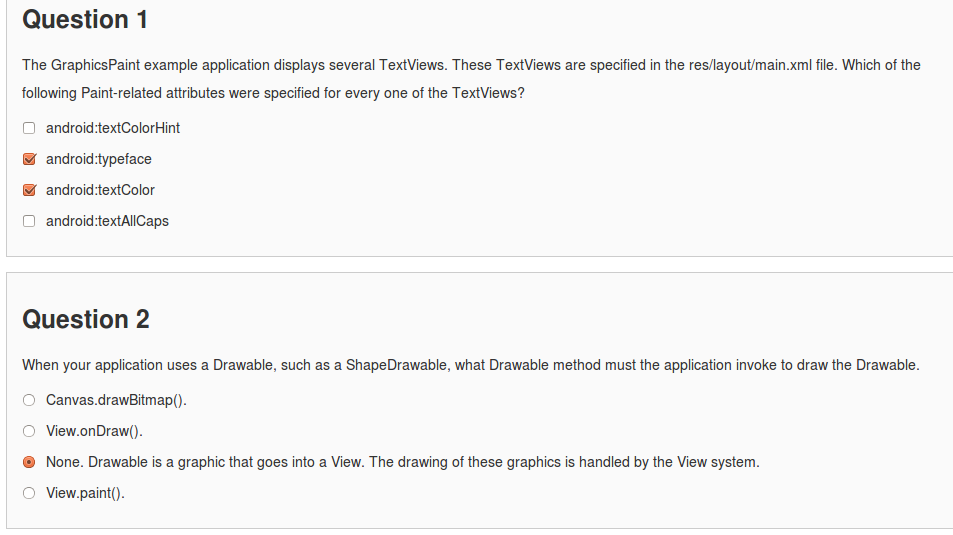 Question 1
The GraphicsPaint example application displays several TextViews. These TextViews are specified in the res/layout/main.xml file. Which of the
following Paint-related attributes were specified for every one of the TextViews?
android:textColorHint
android:typeface
android:textColor
android:textAllCaps
Question 2
When your application uses a Drawable, such as a ShapeDrawable, what Drawable method must the application invoke to draw the Drawable.
Canvas.drawBitmap().
View.onDraw().
None. Drawable is a graphic that goes into a View. The drawing of these graphics is handled by the View system.
View.paint().